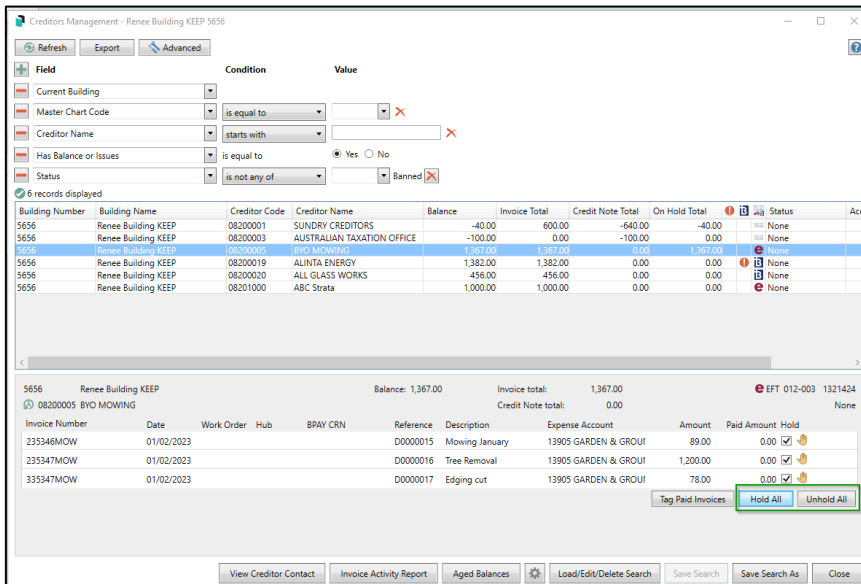 Creditors Management - Renee Building KEEP 5656
Refresh Export Advanced
Field Condition Value
Current Building
Master Chart Code is equal to
Creditor Name starts with
Has Balance or Issues is equal to Yes No
Status is not any of Banned
6 records displayed
Building Number Building Name Creditor Code Creditor Name Balance Invoice Total Credit Note Total On Hold Total Status Acc
5656 Renee Building KEEP 08200001 SUNDRY CREDITORS -40.00 600.00 -640.00 -40.00 None
5656 Renee Building KEEP 08200003 AUSTRALIAN TAXATION OFFICE -100.00 0.00 -100.00 0.00 None
5656 Renee Building KEEP 08200005 BYO MOWING 1,367.00 1,367.00 0.00 1,367.00 None
5656 Renee Building KEEP 08200019 ALINTA ENERGY 1,382.00 1,382.00 0.00 0.00 None
5656 Renee Building KEEP 08200020 ALL GLASS WORKS 456.00 456.00 0.00 0.00 None
5656 Renee Building KEEP 08201000 ABC Strata 1,000.00 1,000.00 0.00 0.00 None
5656 Renee Building KEEP Balance: 1,367.00 Invoice total: 1,367.00 EFT 012-003 1321424
08200005 BYO MOWING Credit Note total: 0.00 None
Invoice Number Date Work Order Hub BPAY CRN Reference Description Expense Account Amount Paid Amount Hold
235346MOW 01/02/2023 D0000015 Mowing January 13905 GARDEN & GROU 89.00 0.00
235347MOW 01/02/2023 D0000016 Tree Removal 13905 GARDEN & GROU 1,200.00 0.00
335347MOW 01/02/2023 D0000017 Edging cut 13905 GARDEN & GROU 78.00 0.00
Tag Paid Invoices Hold All Unhold All
View Creditor Contact Invoice Activity Report Aged Balances Load/Edit/Delete Search Save Search Save Search As Close